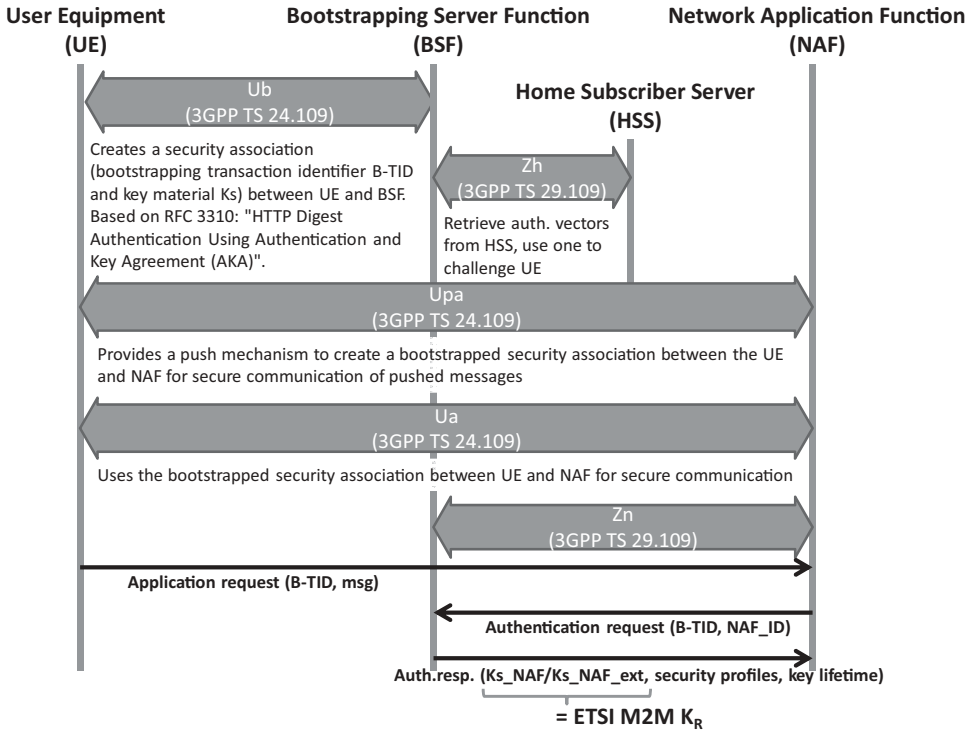 User Equipment
(UE)
Bootstrapping Server Function
(BSF)
Network Application Function
(NAF)
Ub
(3GPP TS 24.109)
Home Subscriber Server
(HSS)
Creates a security association
(bootstrapping transaction identifier B-TID
and key material Ks) between UE and BSF.
Based on RFC 3310: "HTTP Digest
Authentication Using Authentication and
Key Agreement (AKA)".
Zh
(3GPP TS 29.109)
Retrieve auth. vectors
from HSS, use one to
challenge UE
Upa
(3GPP TS 24.109)
Provides a push mechanism to create a bootstrapped security association between the UE
and NAF for secure communication of pushed messages
Ua
(3GPP TS 24.109)
Uses the bootstrapped security association between UE and NAF for secure communication
Zn
(3GPP TS 29.109)
Application request (B-TID, msg)
Authentication request (B-TID, NAF_ID)
Auth.resp. (Ks_NAF/Ks_NAF_ext, security profiles, key lifetime)
= ETSI M2M K_R